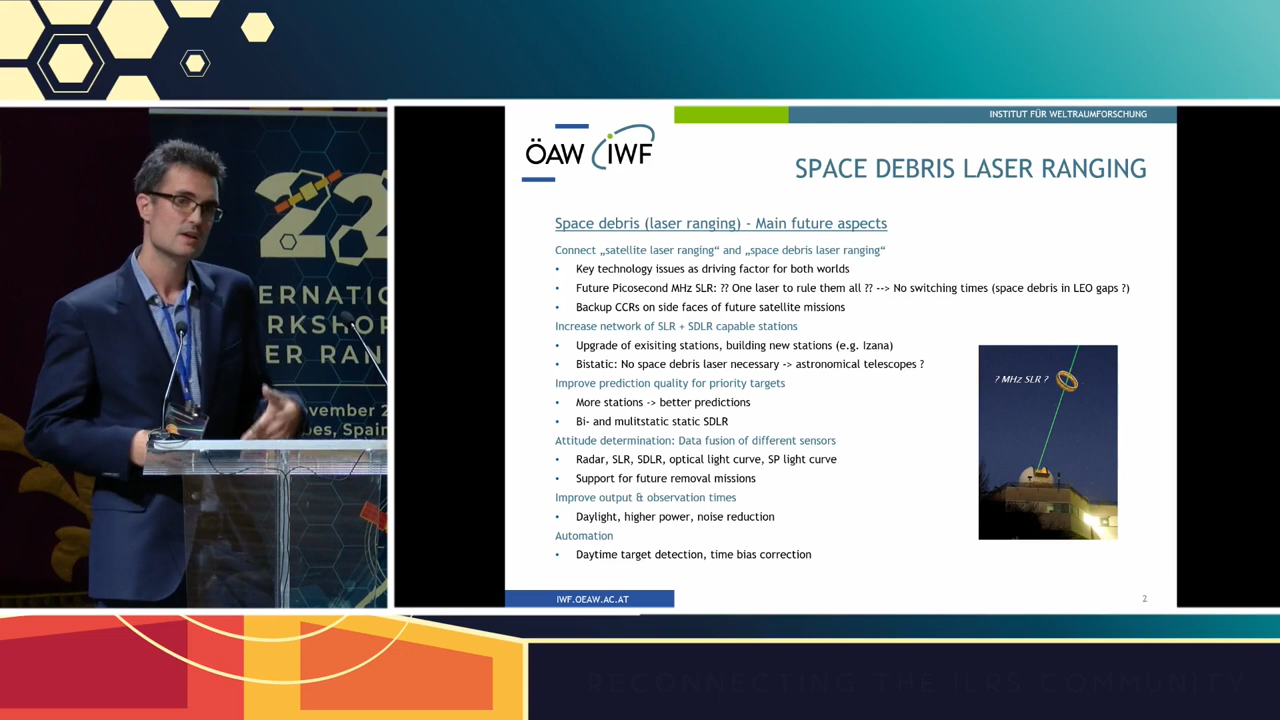 22
ERNATIO
RKSHOP
ER RAN
ovember 2
bes, Spain
ÖAW IWF
INSTITUT FÜR WELTRAUMFORSCHUNG
SPACE DEBRIS LASER RANGING
Space debris (laser ranging) - Main future aspects
Connect „satellite laser ranging“ and „space debris laser ranging“
• Key technology issues as driving factor for both worlds
• Future Picosecond MHz SLR: ?? One laser to rule them all ?? --> No switching times (space debris in LEO gaps ?)
• Backup CCRs on side faces of future satellite missions
Increase network of SLR + SDLR capable stations
• Upgrade of exisiting stations, building new stations (e.g. Izana)
• Bistatic: No space debris laser necessary -> astronomical telescopes ?
Improve prediction quality for priority targets
• More stations -> better predictions
• Bi- and mulitstatic static SDLR
Attitude determination: Data fusion of different sensors
• Radar, SLR, SDLR, optical light curve, SP light curve
• Support for future removal missions
Improve output & observation times
• Daylight, higher power, noise reduction
Automation
• Daytime target detection, time bias correction
? MHz SLR ?
IWF.OEAW.AC.AT
2
RECONNECTING THE ILRS COMMUNITY